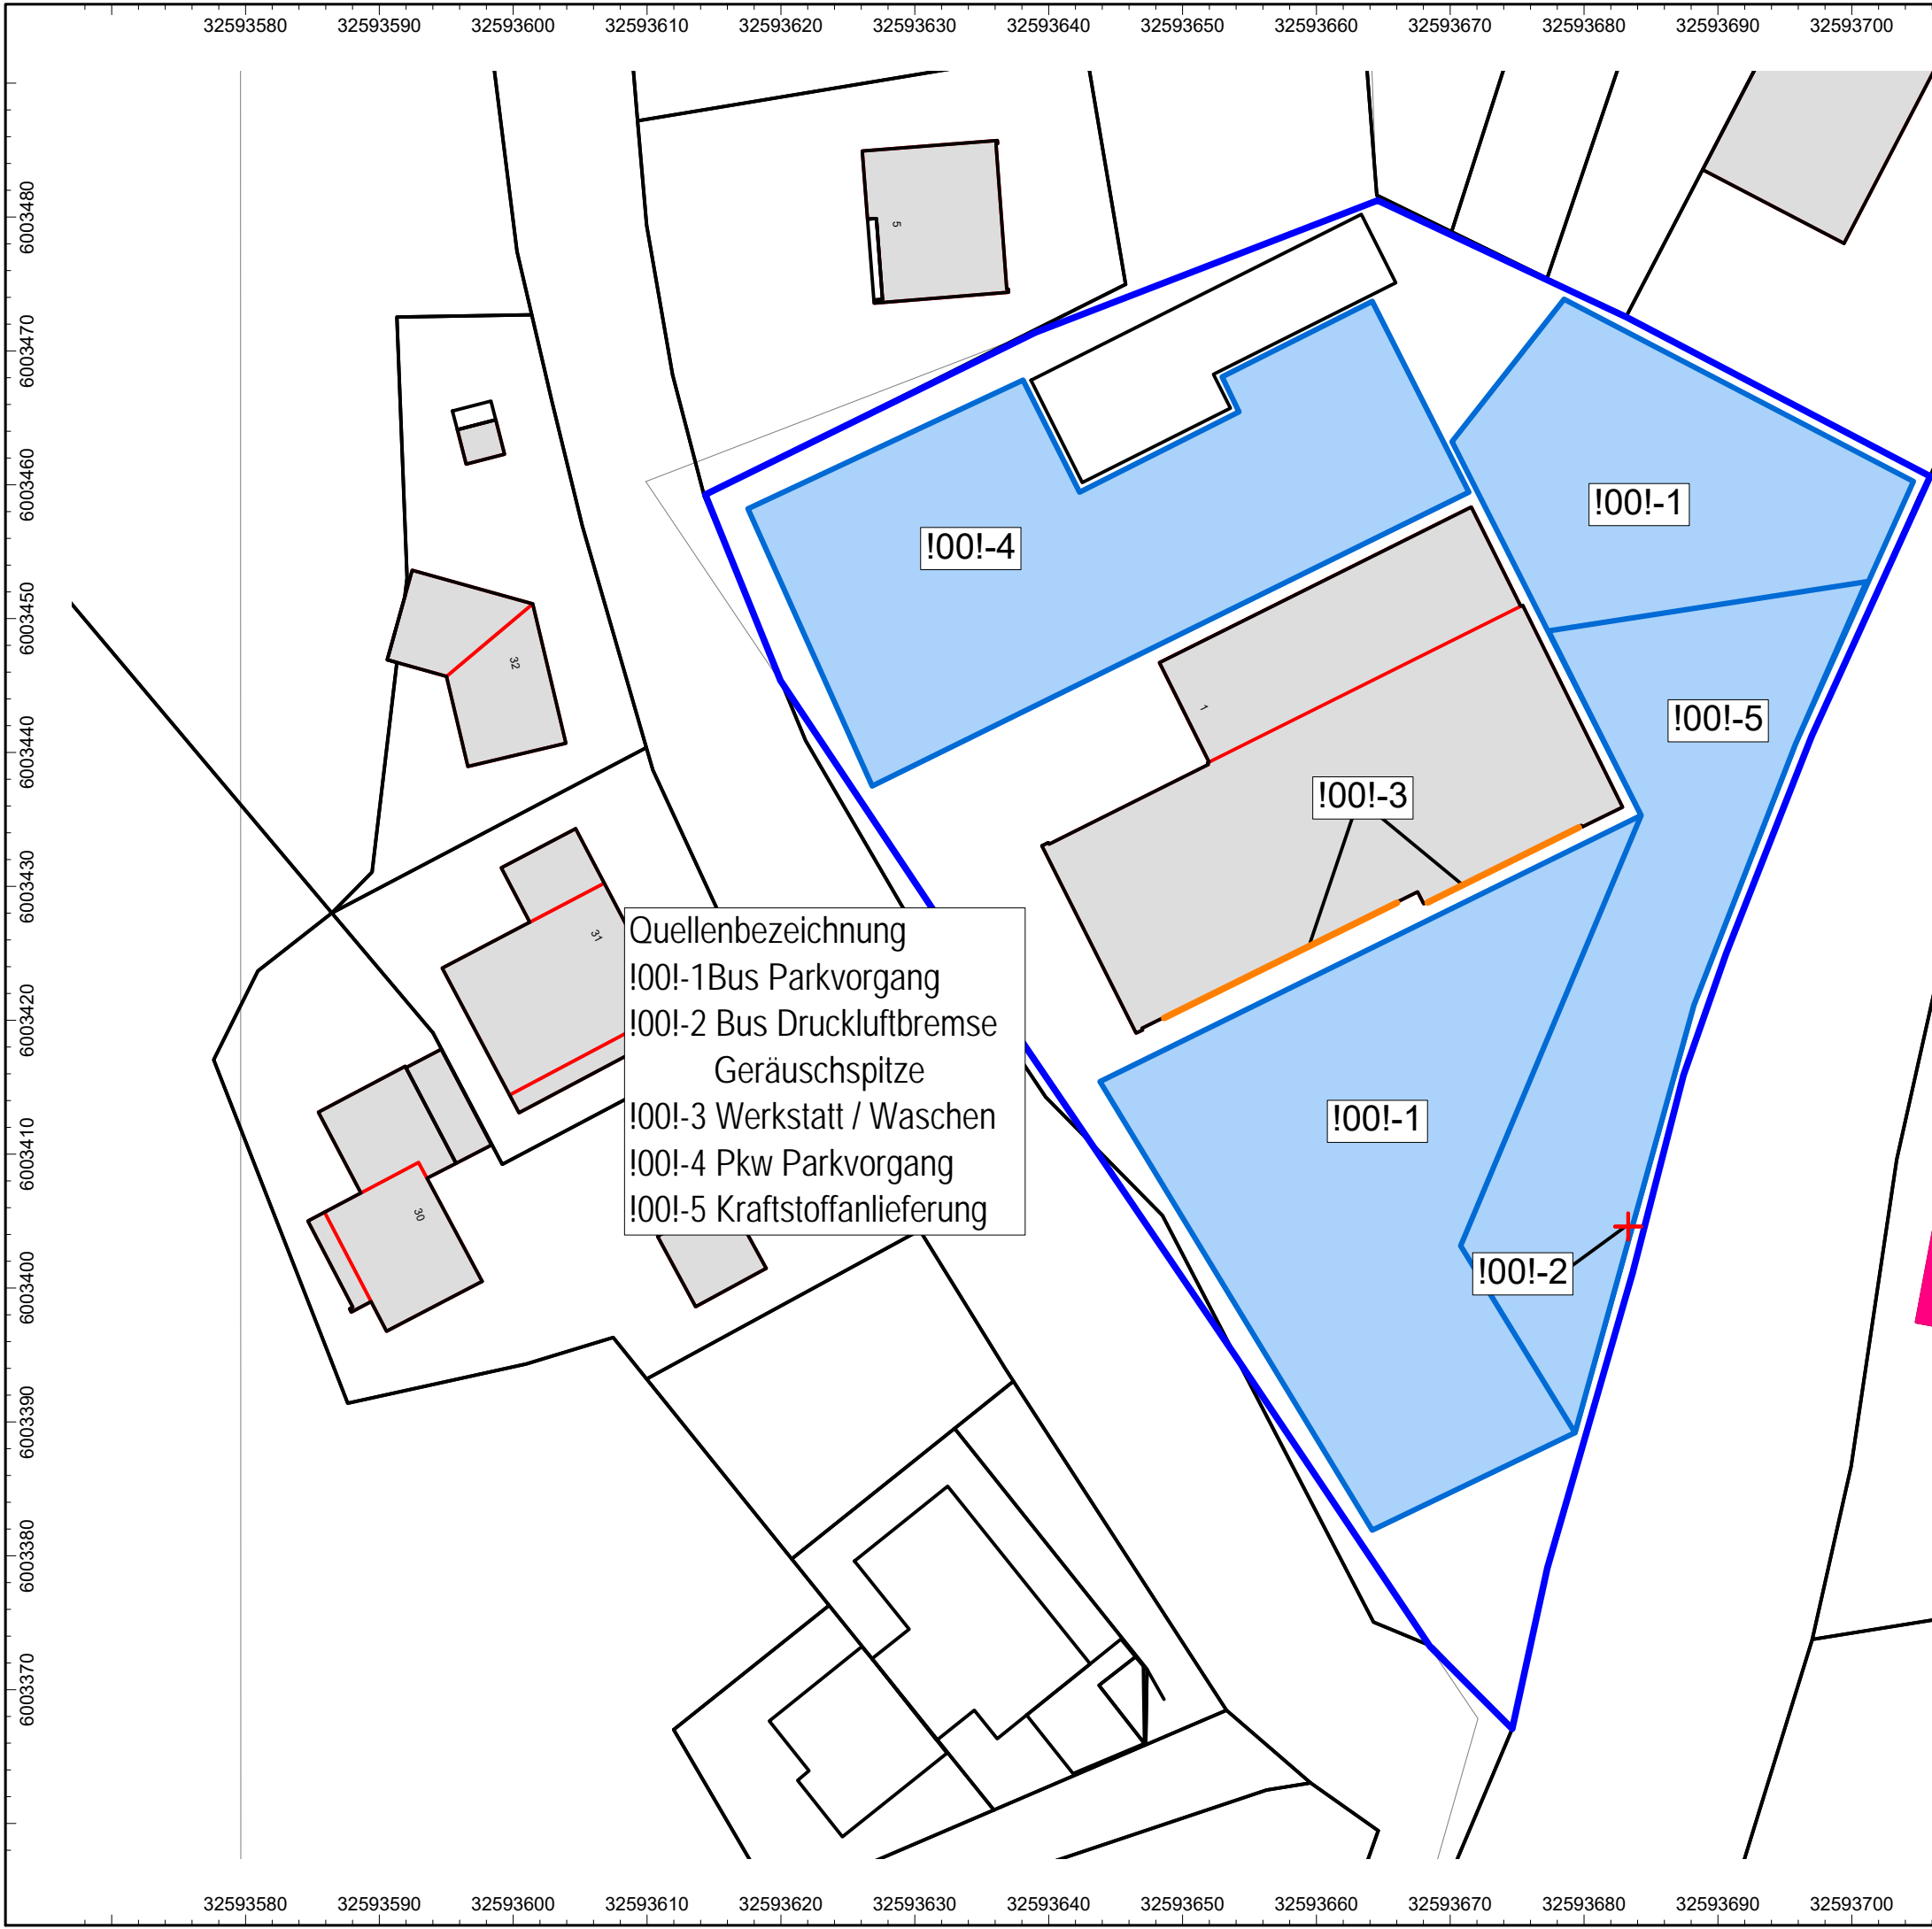 32593580 32593590 32593600 32593610 32593620 32593630 32593640 32593650 32593660 32593670 32593680 32593690 32593700
6003480
6003470
6003460
6003450
6003440
6003430
6003420
6003410
6003400
6003390
6003380
6003370
5
!00!-1
!00!-4
32
!00!-5
1
!00!-3
31
Quellenbezeichnung
!00!-1Bus Parkvorgang
!00!-2 Bus Druckluftbremse
Geräuschspitze
!00!-3 Werkstatt / Waschen
!00!-4 Pkw Parkvorgang
!00!-5 Kraftstoffanlieferung
!00!-1
30
!00!-2
32593580 32593590 32593600 32593610 32593620 32593630 32593640 32593650 32593660 32593670 32593680 32593690 32593700